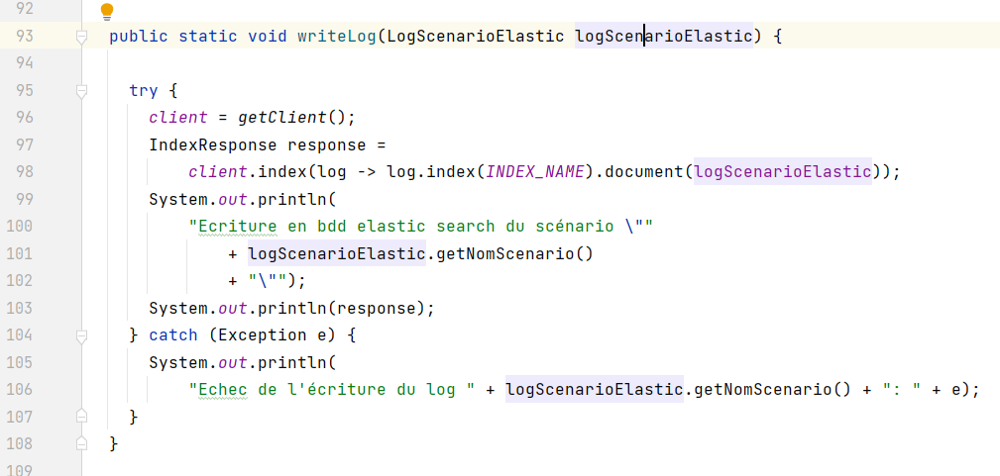 92
93 public static void writeLog(LogScenarioElastic logScenarioElastic) {
94
95 try {
96 client = getClient();
97 IndexResponse response =
98 client.index(log -> log.index(INDEX_NAME).document(logScenarioElastic));
99 System.out.println(
100 "Ecriture en bdd elastic search du scénario \""
101 + logScenarioElastic.getNomScenario()
102 + "\"");
103 System.out.println(response);
104 } catch (Exception e) {
105 System.out.println(
106 "Echec de l'écriture du log " + logScenarioElastic.getNomScenario() + ": " + e);
107 }
108 }
109